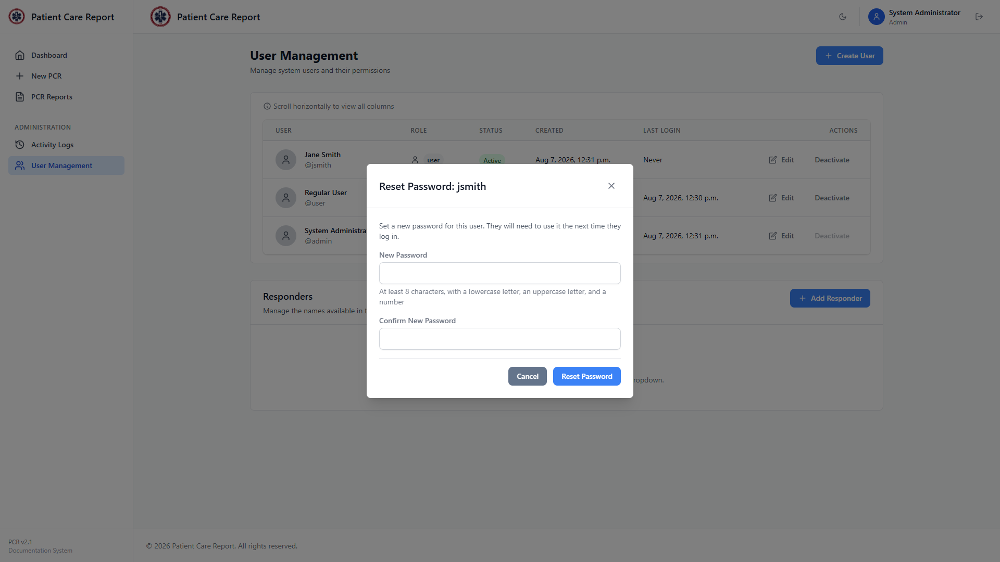 Patient Care Report
Patient Care Report
System Administrator
Admin
Dashboard
New PCR
PCR Reports
ADMINISTRATION
Activity Logs
User Management
User Management
Manage system users and their permissions
Create User
Scroll horizontally to view all columns
USER ROLE STATUS CREATED LAST LOGIN ACTIONS
Jane Smith
@jsmith
user Active Aug 7, 2026, 12:31 p.m. Never Edit Deactivate
Regular User
@user
Aug 7, 2026, 12:30 p.m. Edit Deactivate
System Administra
@admin
Aug 7, 2026, 12:31 p.m. Edit Deactivate
Reset Password: jsmith
Set a new password for this user. They will need to use it the next time they
log in.
New Password
At least 8 characters, with a lowercase letter, an uppercase letter, and a
number
Confirm New Password
Cancel Reset Password
Responders
Manage the names available in t
Add Responder
ropdown.
PCR v2.1
Documentation System
© 2026 Patient Care Report. All rights reserved.